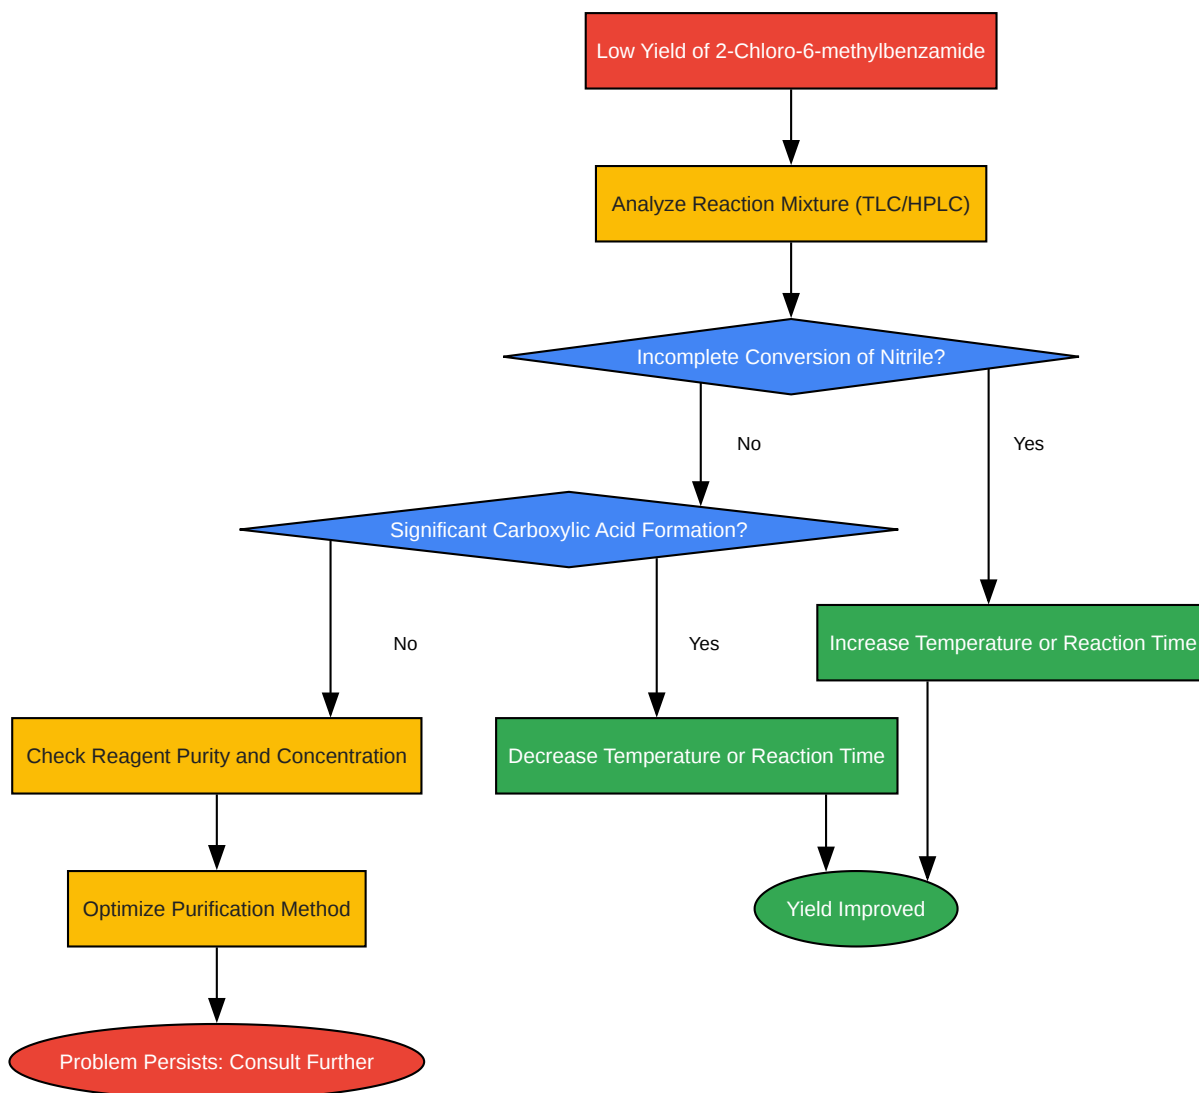 Low Yield of 2-Chloro-6-methylbenzamide
Analyze Reaction Mixture (TLC/HPLC)
Incomplete Conversion of Nitrile?
No
Yes
Significant Carboxylic Acid Formation?
No
Yes
Increase Temperature or Reaction Time
Check Reagent Purity and Concentration
Decrease Temperature or Reaction Time
Optimize Purification Method
Yield Improved
Problem Persists: Consult Further